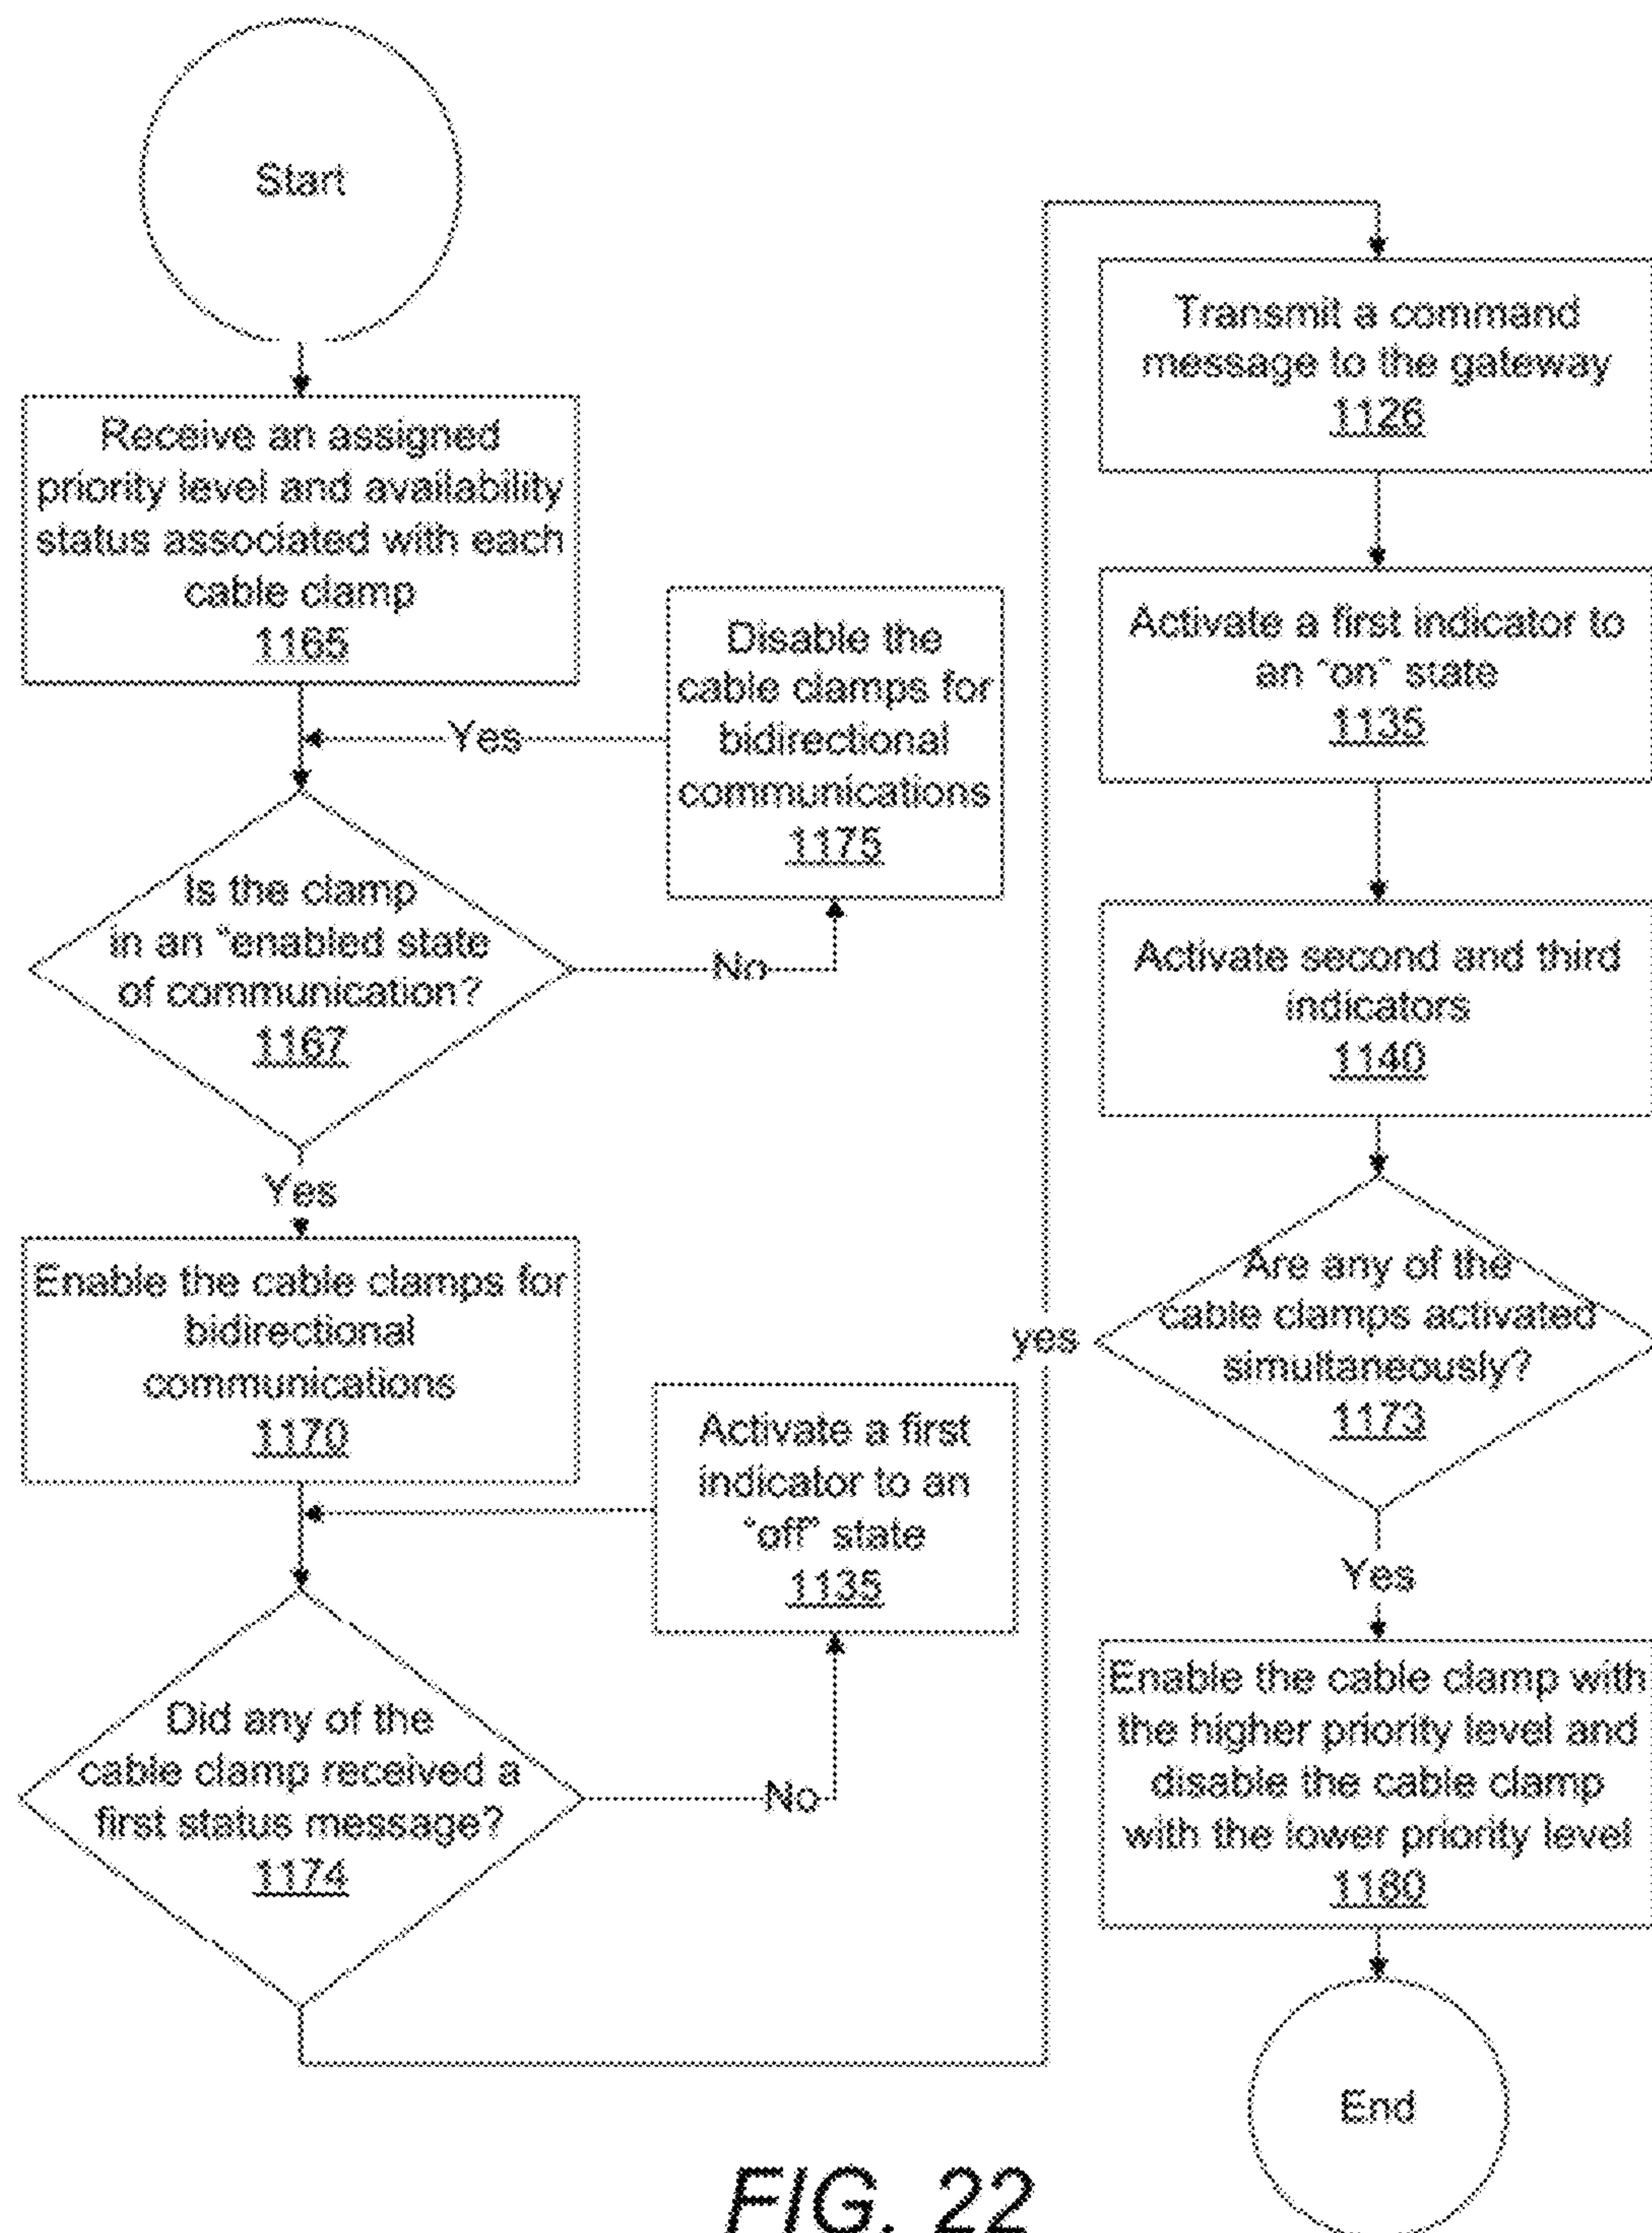 Start
Receive an assigned
priority level and availability
status associated with each
cable clamp
1165
Disable the
cable clamps for
bidirectional
communications
1175
Yes
Is the clamp
in an "enabled state
of communication?
1167
No
Yes
Enable the cable clamps for
bidirectional
communications
1170
Activate a first
indicator to an
"off" state
1135
Did any of the
cable clamp received a
first status message?
1174
No
yes
Transmit a command
message to the gateway
1126
Activate a first indicator to
an "on" state
1135
Activate second and third
indicators
1140
Are any of the
cable clamps activated
simultaneously?
1173
Yes
Enable the cable clamp with
the higher priority level and
disable the cable clamp
with the lower priority level
1180
End
FIG. 22